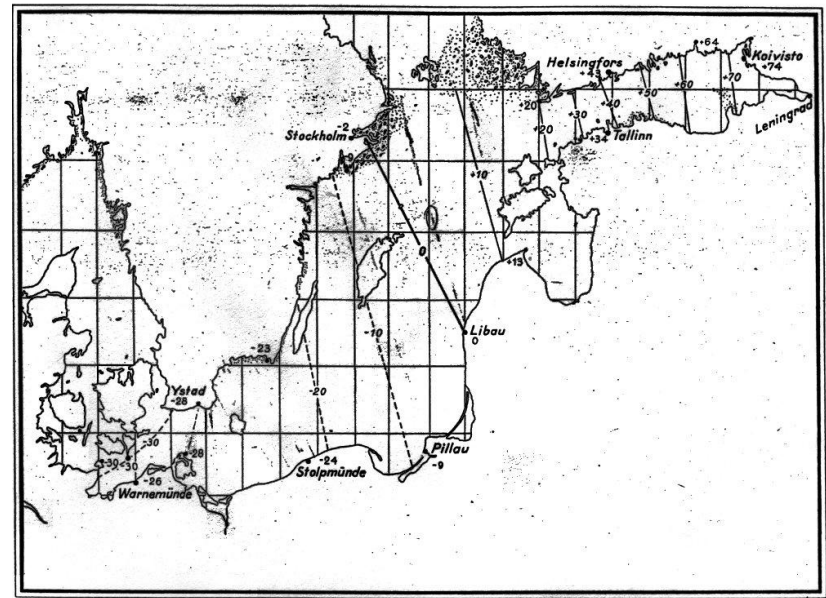 +64
Helsingfors
+43
Koivisto
+74
+70
+60
+50
+40
+30
+20
+20
Leningrad
-2
Stockholm
+34
Tallinn
+10
0
+13
-10
Libau
0
-23
-20
Ystad
-28
-30
-28
-30
<30
-26
Warnemünde
-24
Stolpmünde
Pillau
-9